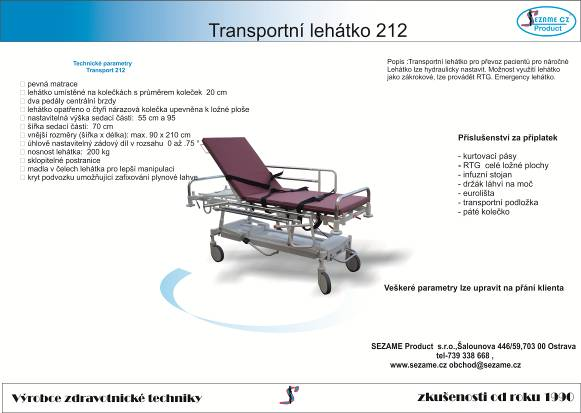 Transportní lehátko 212
SEZAME CZ
Product
Technické parametry
Transport 212
pevná matrace
lehátko umístěné na kolečkách s průměrem koleček 20 cm
dva pedály centrální brzdy
lehátko opatřeno o čtyři nárazová kolečka upevněna k ložné ploše
nastavitelná výška sedací části: 55 cm a 95
šířka sedací části: 70 cm
vnější rozměry (šířka x délka): max. 90 x 210 cm
úhlově nastavitelný zádový díl v rozsahu 0 až .75 °
nosnost lehátka: 200 kg
sklopitelné postranice
madla v čelech lehátka pro lepší manipulaci
kryt podvozku umožňující zafixování plynové lahve
Popis :Transportní lehátko pro převoz pacientů pro náročné
Lehátko lze hydraulicky nastavit. Možnost využití lehátko
jako zákrokové, lze provádět RTG. Emergency lehátko.
Příslušenství za příplatek
- kurtovací pásy
- RTG celé ložné plochy
- infuzní stojan
- držák láhví na moč
- eurolišta
- transportní podložka
- páté kolečko
Veškeré parametry lze upravit na přání klienta
SEZAME Product s.r.o.,Šalounova 446/59,703 00 Ostrava
tel-739 338 668 ,
www.sezame.cz obchod@sezame.cz
Výrobce zdravotnické techniky
zkušenosti od roku 1990